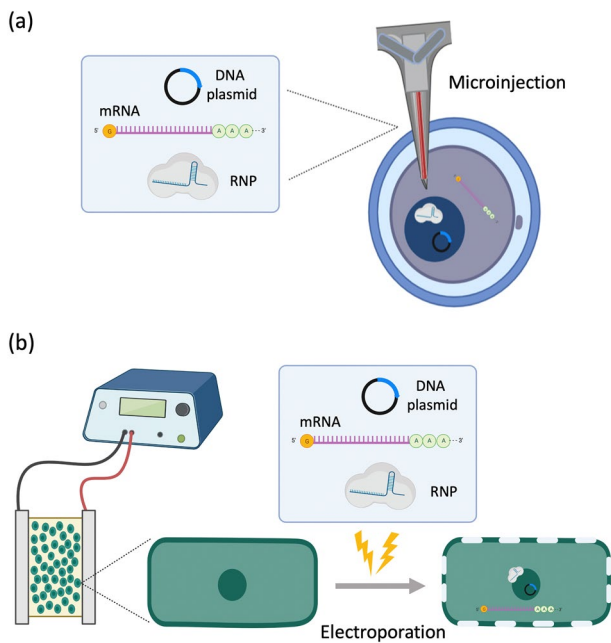 (a)
DNA
plasmid
mRNA
5' G A A A 3'
RNP
Microinjection
(b)
DNA
plasmid
mRNA
5' G A A A 3'
RNP
Electroporation